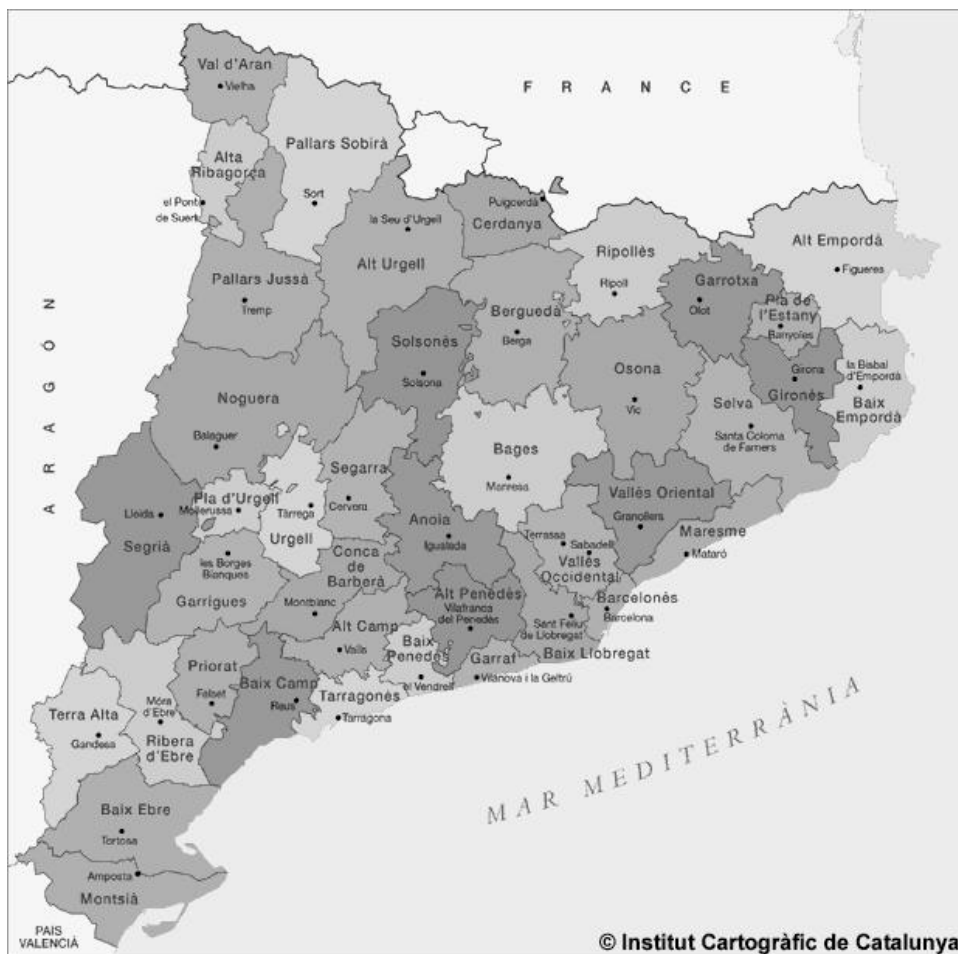 Val d'Aran
Vielha
F R A N C E
Pallars Sobirà
Alta
Ribagorça
Sort
el Pont
de Suert
Puigcerdà
Cerdanya
la Seu d'Urgell
Alt Urgell
Ripollès
Ripoll
Alt Empordà
Figueres
Garrotxa
Olot
Pla de
l'Estany
Banyoles
Pallars Jussà
Tremp
Berguedà
Berga
Solsonès
Solsona
Osona
Vic
Girona
Gironès
la Bisbal
d'Empordà
Baix
Empordà
Selva
Santa Coloma
de Farners
A R A G Ó N
Noguera
Balaguer
Bages
Manresa
Segarra
Cervera
Pla d'Urgell
Mollerussa
Tàrrega
Urgell
Lleida
Segrià
Anoia
Igualada
Vallès Oriental
Granollers
Maresme
Mataró
Terrassa
Sabadell
Vallès
Occidental
les Borges
Blanques
Garrigues
Conca
de
Barberà
Montblanc
Alt Penedès
Vilafranca
del Penedès
Barcelonès
Barcelona
Sant Feliu
de Llobregat
Baix Llobregat
Alt Camp
Valls
Baix
Penedès
el Vendrell
Garraf
Vilanova i la Geltrú
Priorat
Falset
Baix Camp
Reus
Tarragonès
Tarragona
Terra Alta
Gandesa
Móra
d'Ebre
Ribera
d'Ebre
MAR MEDITERRÀNIA
Baix Ebre
Tortosa
Amposta
Montsià
PAIS
VALENCIÀ
© Institut Cartogràfic de Catalunya